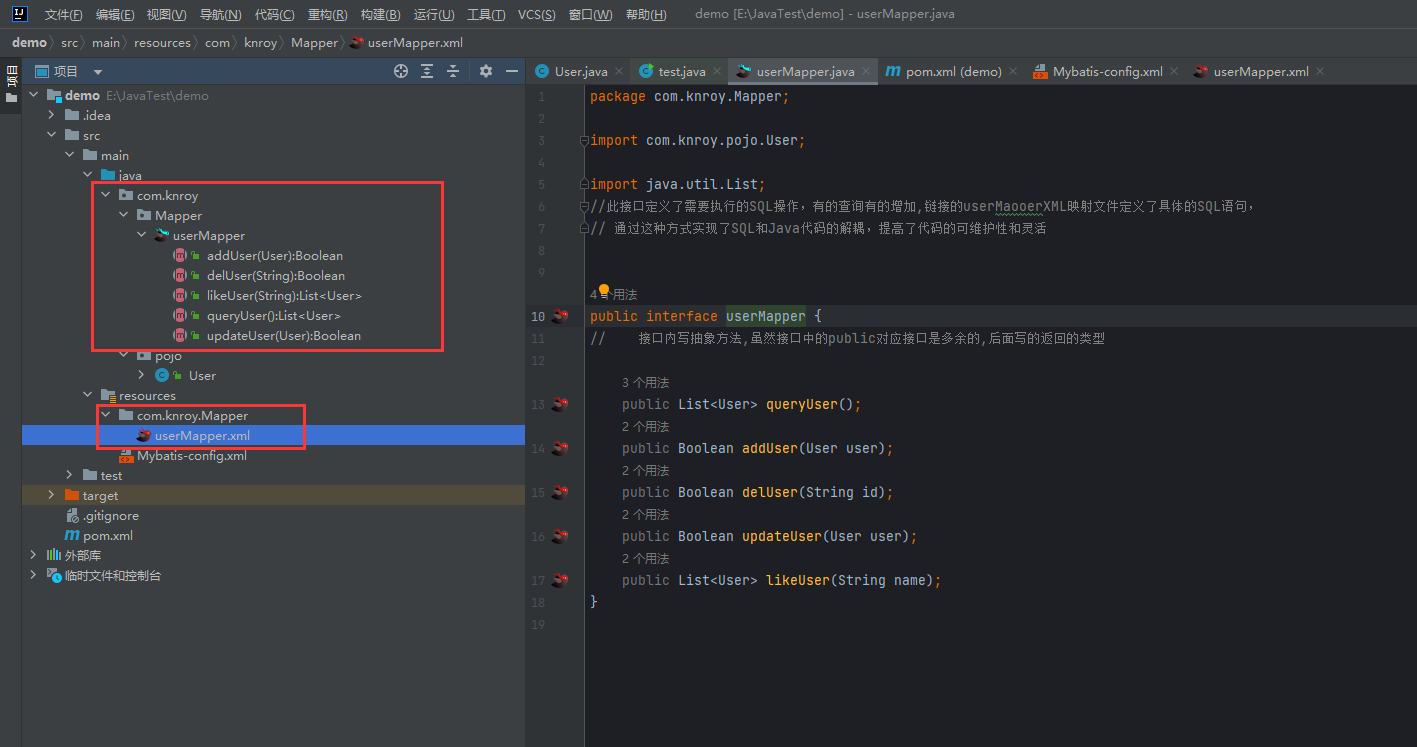 文件(F) 编辑(E) 视图(V) 导航(N) 代码(C) 重构(R) 构建(B) 运行(U) 工具(T) VCS(S) 窗口(W) 帮助(H) demo [E:\JavaTest\demo] - userMapper.java
demo src main resources com knroy Mapper userMapper.xml
项目
项目
demo E:\JavaTest\demo
.idea
src
main
java
com.knroy
Mapper
userMapper
addUser(User):Boolean
delUser(String):Boolean
likeUser(String):List<User>
queryUser():List<User>
updateUser(User):Boolean
pojo
User
resources
com.knroy.Mapper
userMapper.xml
Mybatis-config.xml
test
target
.gitignore
pom.xml
外部库
临时文件和控制台
User.java test.java userMapper.java pom.xml (demo) Mybatis-config.xml userMapper.xml
1 package com.knroy.Mapper;
2
3 import com.knroy.pojo.User;
4
5 import java.util.List;
6 //此接口定义了需要执行的SQL操作，有的查询有的增加,链接的userMaooerXML映射文件定义了具体的SQL语句，
7 // 通过这种方式实现了SQL和Java代码的解耦，提高了代码的可维护性和灵活
8
9
4个用法
10 public interface userMapper {
11 // 接口内写抽象方法,虽然接口中的public对应接口是多余的,后面写的返回的类型
12
3 个用法
13 public List<User> queryUser();
2 个用法
14 public Boolean addUser(User user);
2 个用法
15 public Boolean delUser(String id);
2 个用法
16 public Boolean updateUser(User user);
2 个用法
17 public List<User> likeUser(String name);
18 }
19